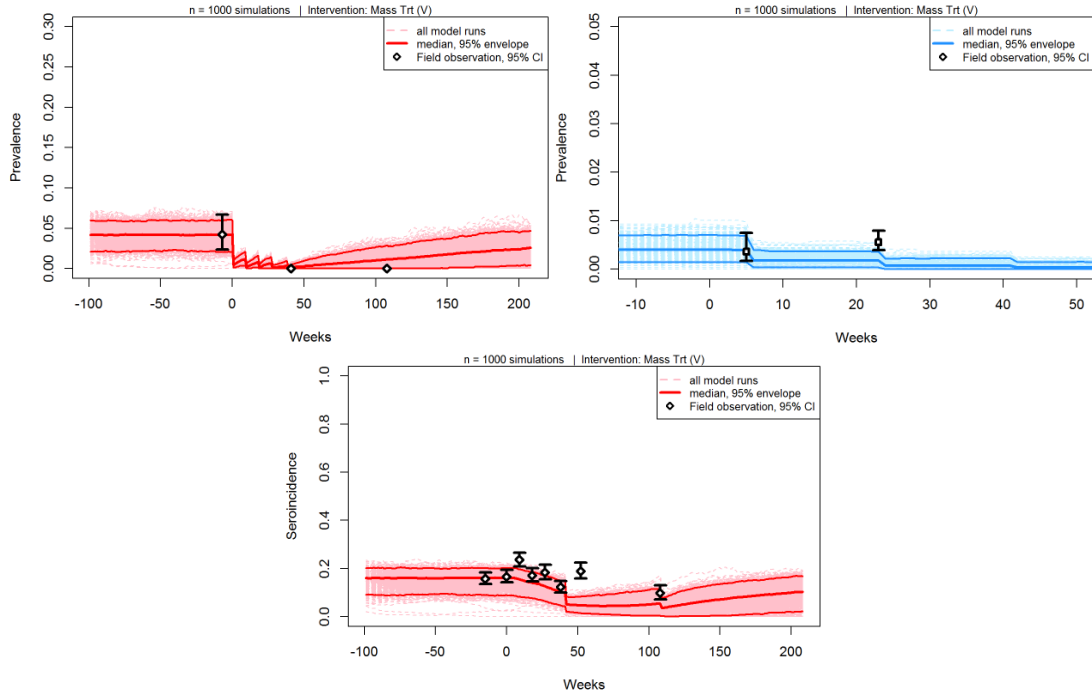 n = 1000 simulations | Intervention: Mass Trt (V)
all model runs
median, 95% envelope
Field observation, 95% CI
Prevalence
0.30
0.25
0.20
0.15
0.10
0.05
0.00
-100 -50 0 50 100 150 200
Weeks
n = 1000 simulations | Intervention: Mass Trt (V)
all model runs
median, 95% envelope
Field observation, 95% CI
Prevalence
0.05
0.04
0.03
0.02
0.01
0.00
-10 0 10 20 30 40 50
Weeks
n = 1000 simulations | Intervention: Mass Trt (V)
all model runs
median, 95% envelope
Field observation, 95% CI
Seroincidence
1.0
0.8
0.6
0.4
0.2
0.0
-100 -50 0 50 100 150 200
Weeks